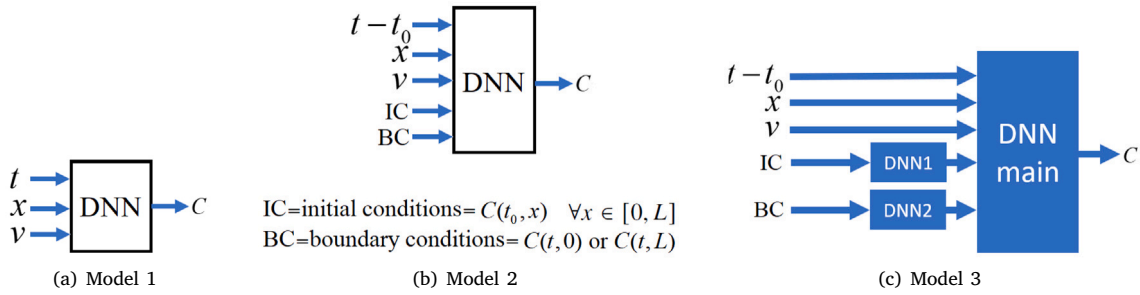 t
x
v
DNN
C
(a) Model 1
t − t₀
x
v
IC
BC
DNN
C
IC=initial conditions= C(t₀, x) ∀x ∈ [0, L]
BC=boundary conditions= C(t, 0) or C(t, L)
(b) Model 2
t − t₀
x
v
IC
BC
DNN1
DNN2
DNN
main
C
(c) Model 3